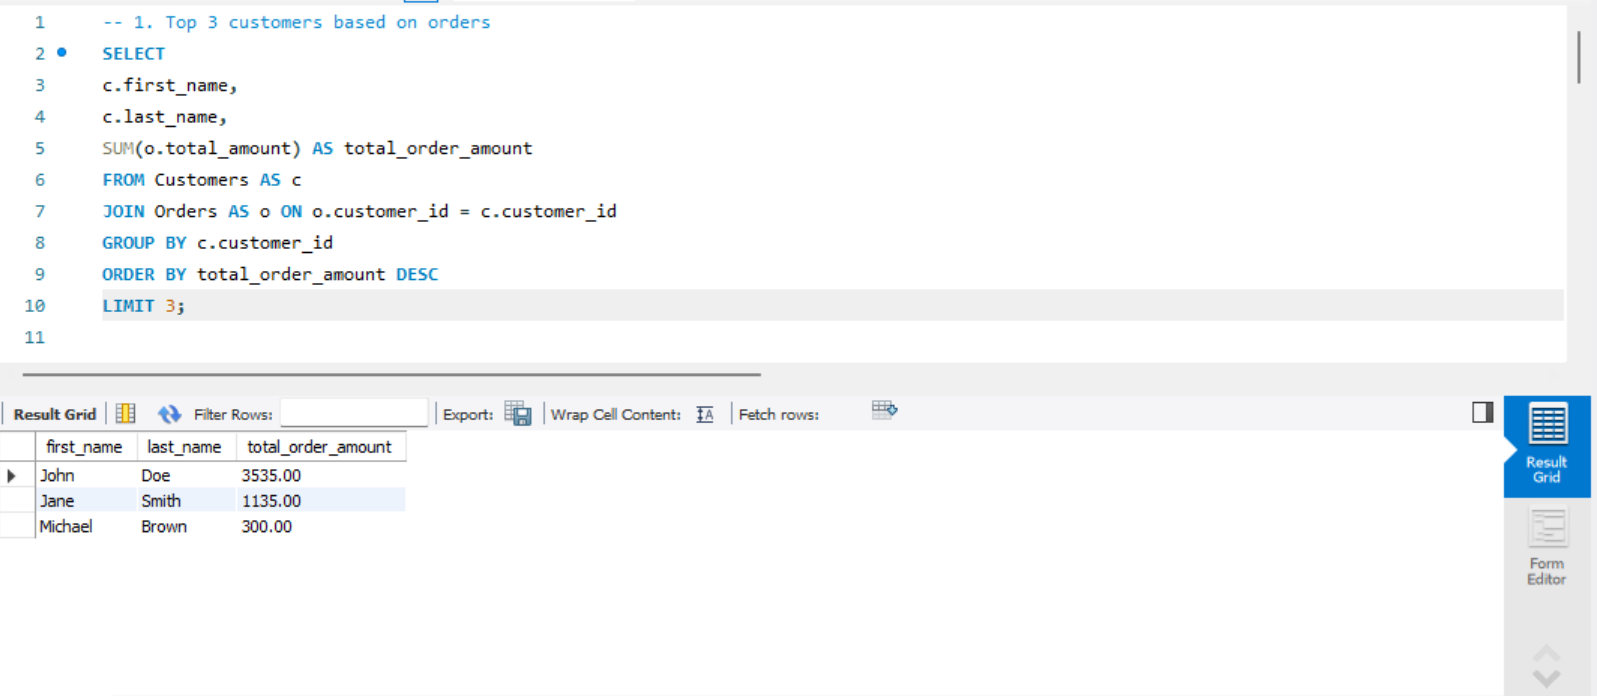 1 -- 1. Top 3 customers based on orders
2 SELECT
3 c.first_name,
4 c.last_name,
5 SUM(o.total_amount) AS total_order_amount
6 FROM Customers AS c
7 JOIN Orders AS o ON o.customer_id = c.customer_id
8 GROUP BY c.customer_id
9 ORDER BY total_order_amount DESC
10 LIMIT 3;
11
Result Grid Filter Rows: Export: Wrap Cell Content: IA Fetch rows:
first_name last_name total_order_amount
John Doe 3535.00
Jane Smith 1135.00
Michael Brown 300.00
Result
Grid
Form
Editor